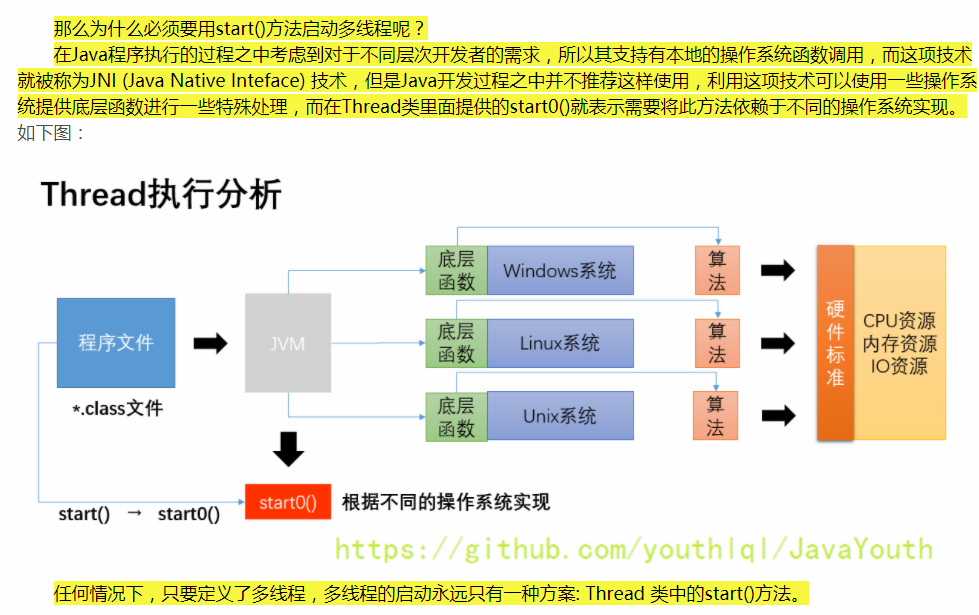 那么为什么必须要用start()方法启动多线程呢？
在Java程序执行的过程之中考虑到对于不同层次开发者的需求，所以其支持有本地的操作系统函数调用，而这项技术
就被称为JNI (Java Native Inteface) 技术，但是Java开发过程之中并不推荐这样使用，利用这项技术可以使用一些操作系
统提供底层函数进行一些特殊处理，而在Thread类里面提供的start0()就表示需要将此方法依赖于不同的操作系统实现。
如下图：
Thread执行分析
程序文件
*.class文件
JVM
底层
函数
Windows系统
算
法
底层
函数
Linux系统
算
法
底层
函数
Unix系统
算
法
硬
件
标
准
CPU资源
内存资源
IO资源
start() → start0()
start0()
根据不同的操作系统实现
https://github.com/youthlql/JavaYouth
任何情况下，只要定义了多线程，多线程的启动永远只有一种方案: Thread 类中的start()方法。